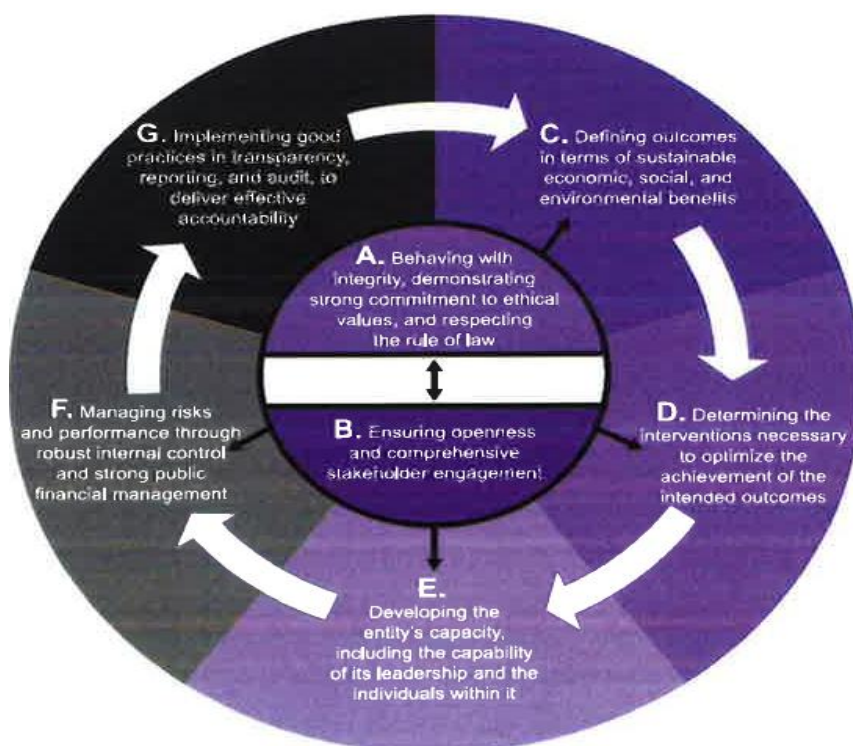 G. Implementing good
practices in transparency,
reporting, and audit, to
deliver effective
accountability
C. Defining outcomes
in terms of sustainable
economic, social, and
environmental benefits
A. Behaving with
integrity, demonstrating
strong commitment to ethical
values, and respecting
the rule of law
B. Ensuring openness
and comprehensive
stakeholder engagement
D. Determining the
interventions necessary
to optimize the
achievement of the
intended outcomes
E.
Developing the
entity's capacity,
including the capability
of its leadership and the
individuals within it
F. Managing risks
and performance through
robust internal control
and strong public
financial management